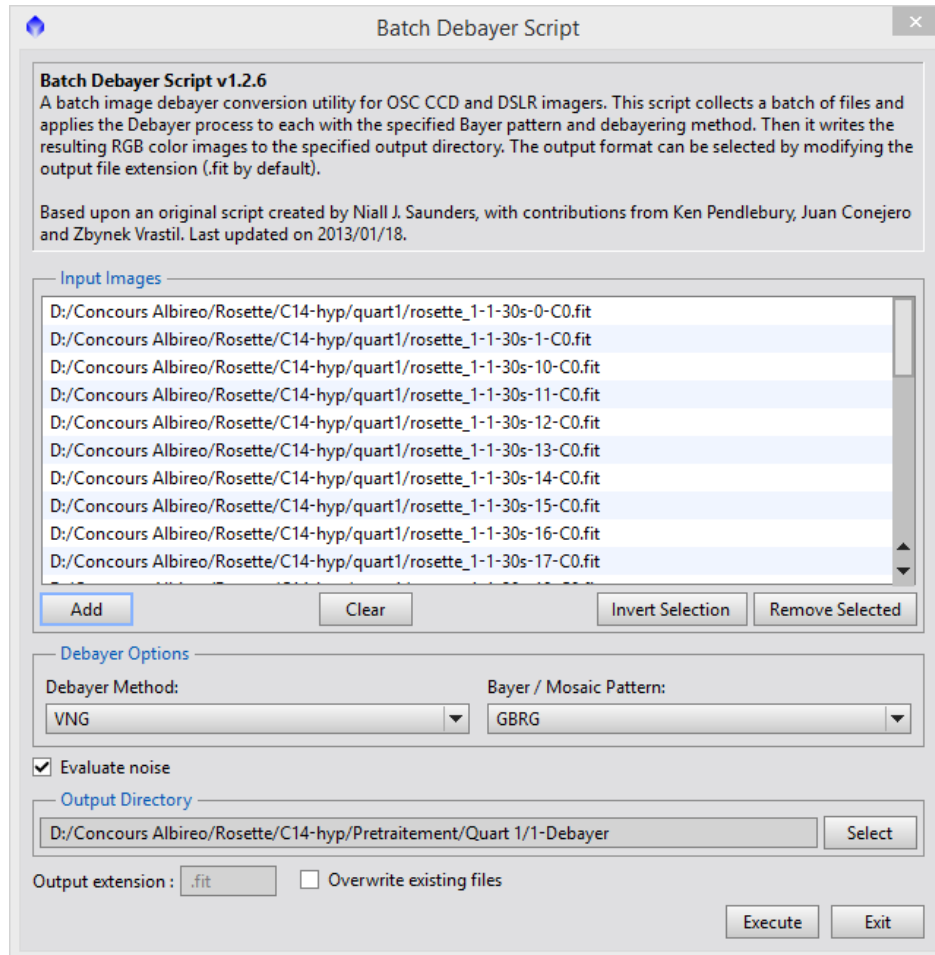 Batch Debayer Script
Batch Debayer Script v1.2.6
A batch image debayer conversion utility for OSC CCD and DSLR imagers. This script collects a batch of files and
applies the Debayer process to each with the specified Bayer pattern and debayering method. Then it writes the
resulting RGB color images to the specified output directory. The output format can be selected by modifying the
output file extension (.fit by default).
Based upon an original script created by Niall J. Saunders, with contributions from Ken Pendlebury, Juan Conejero
and Zbynek Vrastil. Last updated on 2013/01/18.
Input Images
D:/Concours Albireo/Rosette/C14-hyp/quart1/rosette_1-1-30s-0-C0.fit
D:/Concours Albireo/Rosette/C14-hyp/quart1/rosette_1-1-30s-1-C0.fit
D:/Concours Albireo/Rosette/C14-hyp/quart1/rosette_1-1-30s-10-C0.fit
D:/Concours Albireo/Rosette/C14-hyp/quart1/rosette_1-1-30s-11-C0.fit
D:/Concours Albireo/Rosette/C14-hyp/quart1/rosette_1-1-30s-12-C0.fit
D:/Concours Albireo/Rosette/C14-hyp/quart1/rosette_1-1-30s-13-C0.fit
D:/Concours Albireo/Rosette/C14-hyp/quart1/rosette_1-1-30s-14-C0.fit
D:/Concours Albireo/Rosette/C14-hyp/quart1/rosette_1-1-30s-15-C0.fit
D:/Concours Albireo/Rosette/C14-hyp/quart1/rosette_1-1-30s-16-C0.fit
D:/Concours Albireo/Rosette/C14-hyp/quart1/rosette_1-1-30s-17-C0.fit
Add Clear Invert Selection Remove Selected
Debayer Options
Debayer Method: Bayer / Mosaic Pattern:
VNG GBRG
Evaluate noise
Output Directory
D:/Concours Albireo/Rosette/C14-hyp/Pretraitement/Quart 1/1-Debayer Select
Output extension : .fit Overwrite existing files
Execute Exit